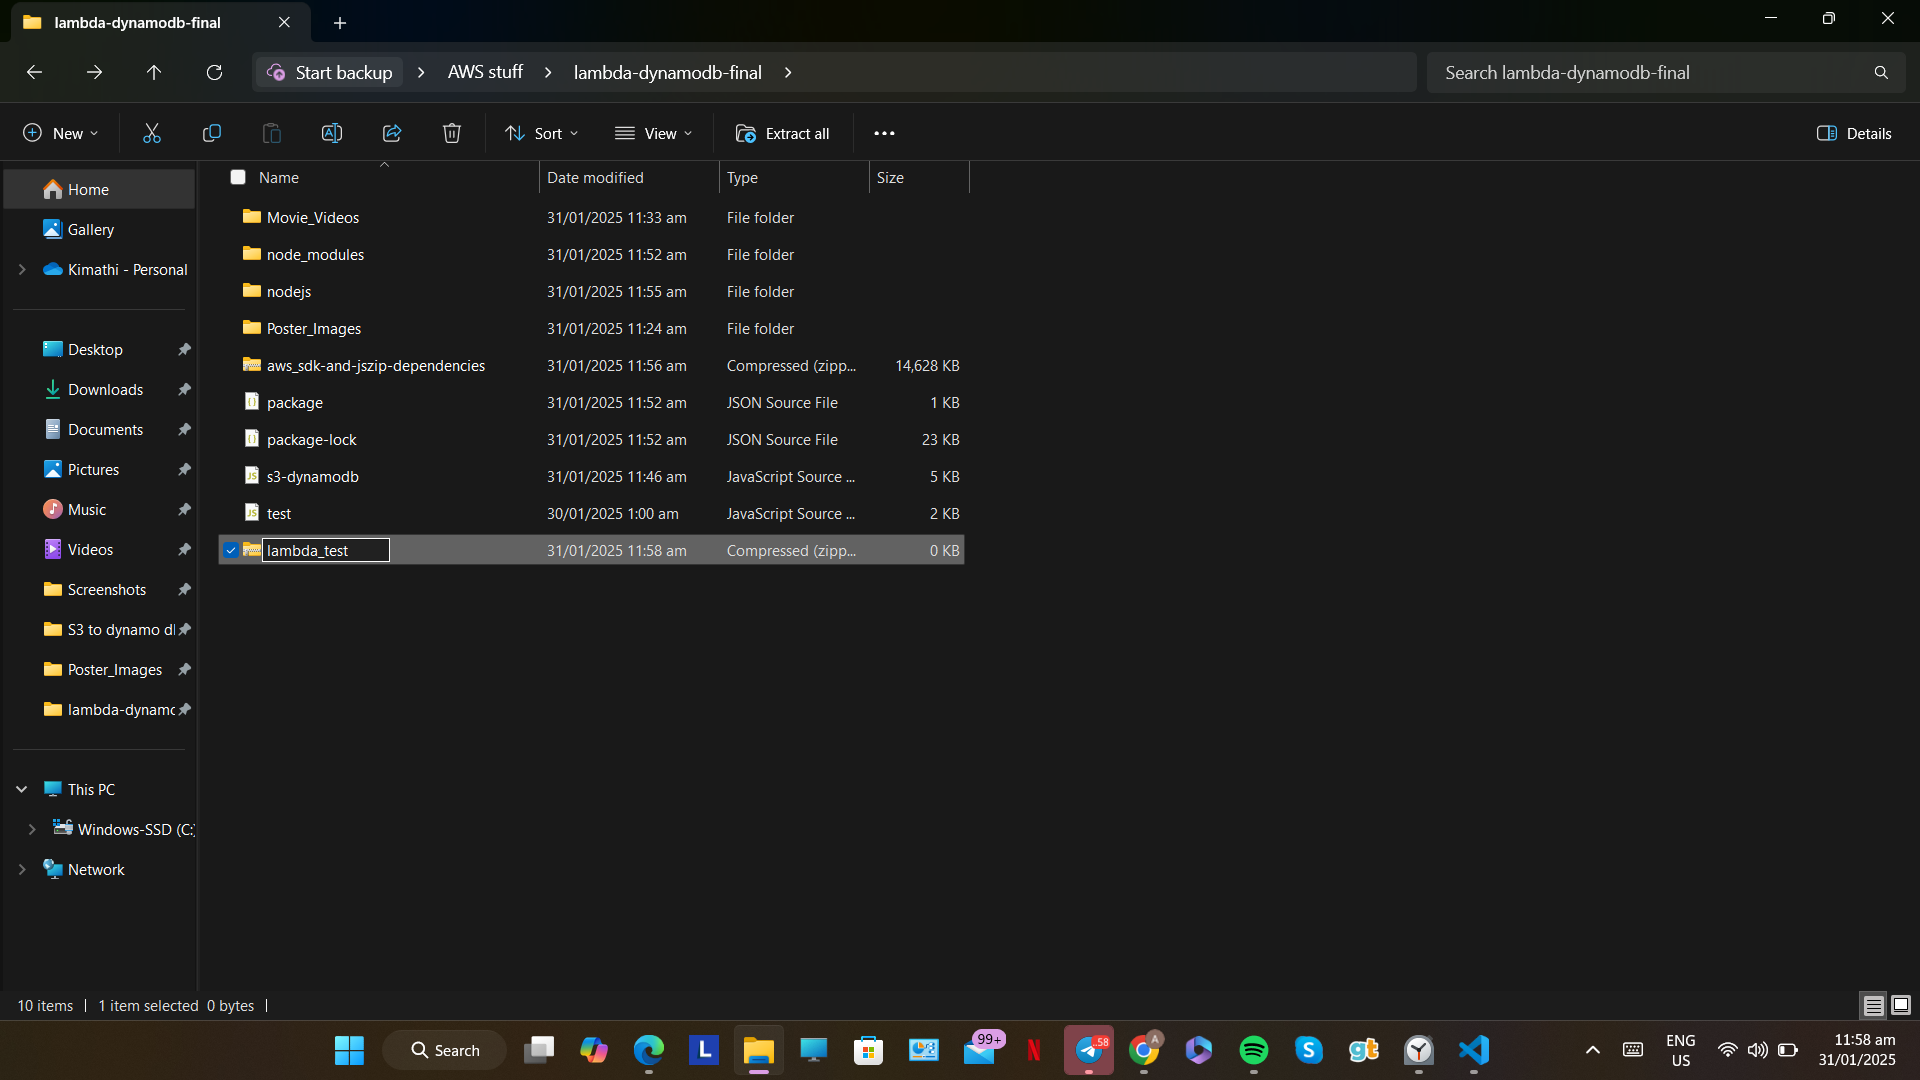 lambda-dynamodb-final
Start backup > AWS stuff > lambda-dynamodb-final >
Search lambda-dynamodb-final
New
Sort
View
Extract all
Details
Name Date modified Type Size
Movie_Videos 31/01/2025 11:33 am File folder
node_modules 31/01/2025 11:52 am File folder
nodejs 31/01/2025 11:55 am File folder
Poster_Images 31/01/2025 11:24 am File folder
aws_sdk-and-jszip-dependencies 31/01/2025 11:56 am Compressed (zipp... 14,628 KB
package 31/01/2025 11:52 am JSON Source File 1 KB
package-lock 31/01/2025 11:52 am JSON Source File 23 KB
s3-dynamodb 31/01/2025 11:46 am JavaScript Source ... 5 KB
test 30/01/2025 1:00 am JavaScript Source ... 2 KB
lambda_test 31/01/2025 11:58 am Compressed (zipp... 0 KB
Home
Gallery
Kimathi - Personal
Desktop
Downloads
Documents
Pictures
Music
Videos
Screenshots
S3 to dynamo d
Poster_Images
lambda-dynam
This PC
Windows-SSD (C:)
Network
10 items | 1 item selected 0 bytes |
Search
L
99+
N
.58
A
S
gt
ENG
US
11:58 am
31/01/2025